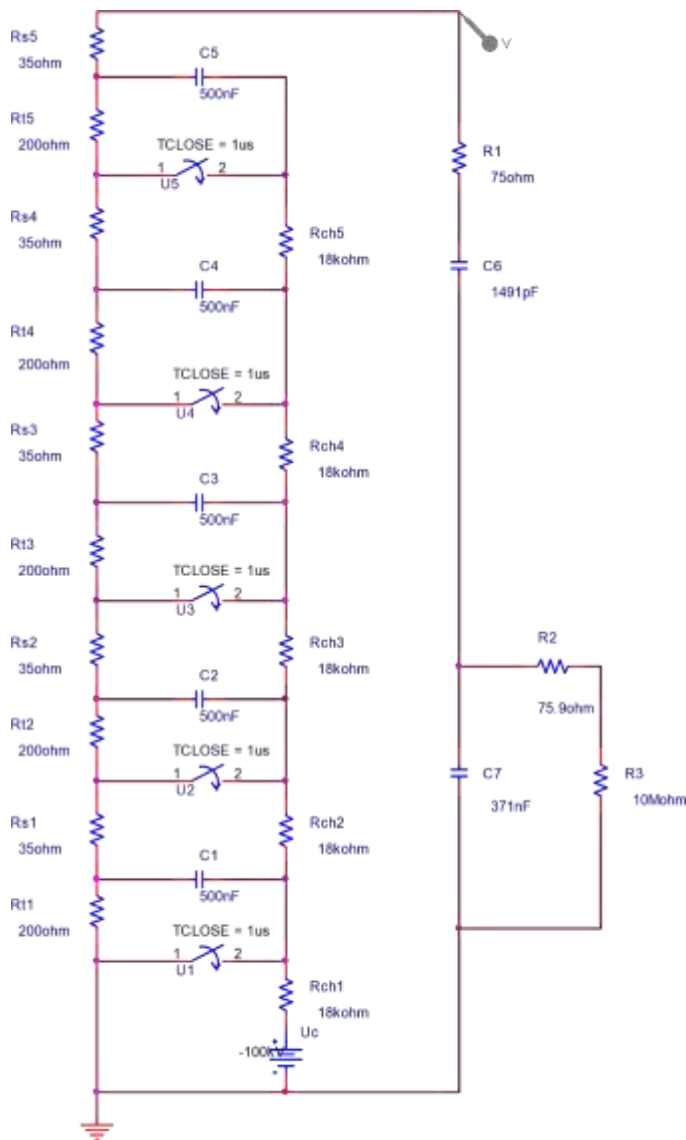 Rs5
35ohm
C5
500nF
V
Rt5
200ohm
TCLOSE = 1us
1 2
U5
R1
75ohm
Rs4
35ohm
Rch5
18kohm
C4
500nF
C6
1491pF
Rt4
200ohm
TCLOSE = 1us
1 2
U4
Rs3
35ohm
Rch4
18kohm
C3
500nF
Rt3
200ohm
TCLOSE = 1us
1 2
U3
Rs2
35ohm
Rch3
18kohm
R2
75.9ohm
C2
500nF
Rt2
200ohm
TCLOSE = 1us
1 2
U2
C7
371nF
R3
10Mohm
Rs1
35ohm
Rch2
18kohm
C1
500nF
Rt1
200ohm
TCLOSE = 1us
1 2
U1
Rch1
18kohm
Uc
-100kV